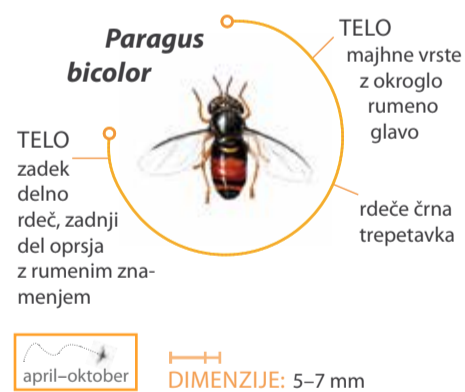 Paragus
bicolor
TELO
majhne vrste
z okroglo
rumeno
glavo
TELO
zadek
delno
rdeč, zadnji
del oprsja
z rumenim zna-
menjem
rdeče črna
trepetavka
april–oktober
DIMENZIJE: 5–7 mm